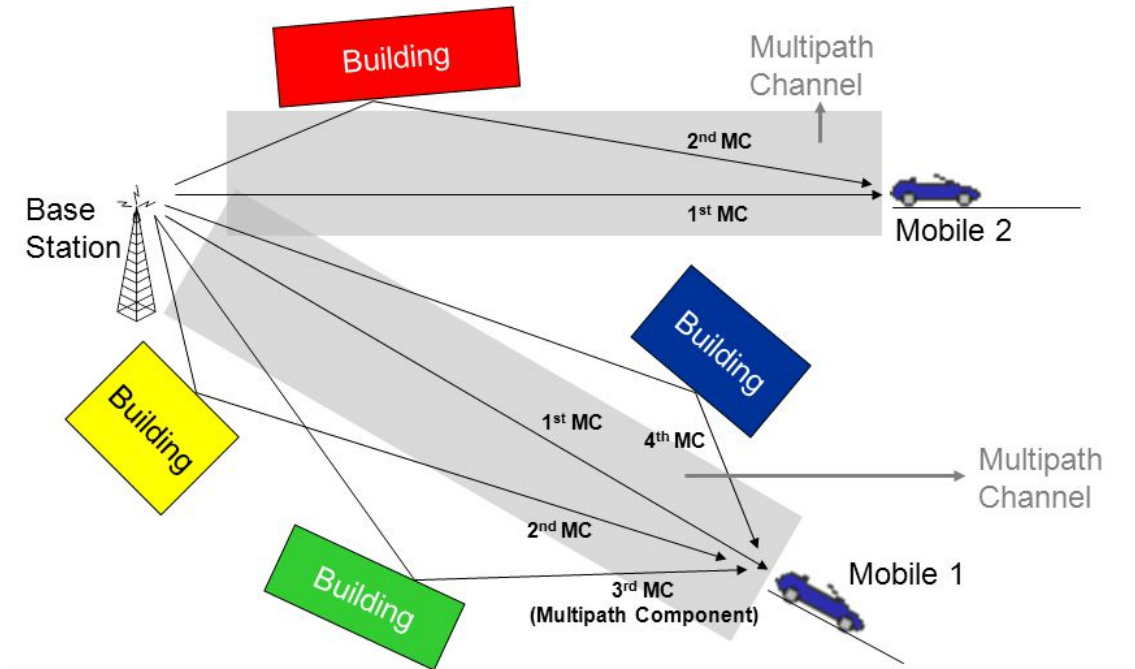 Building
Multipath
Channel
2nd MC
1st MC
Base
Station
Mobile 2
Building
Building
1st MC
4th MC
Multipath
Channel
2nd MC
Building
3rd MC
(Multipath Component)
Mobile 1